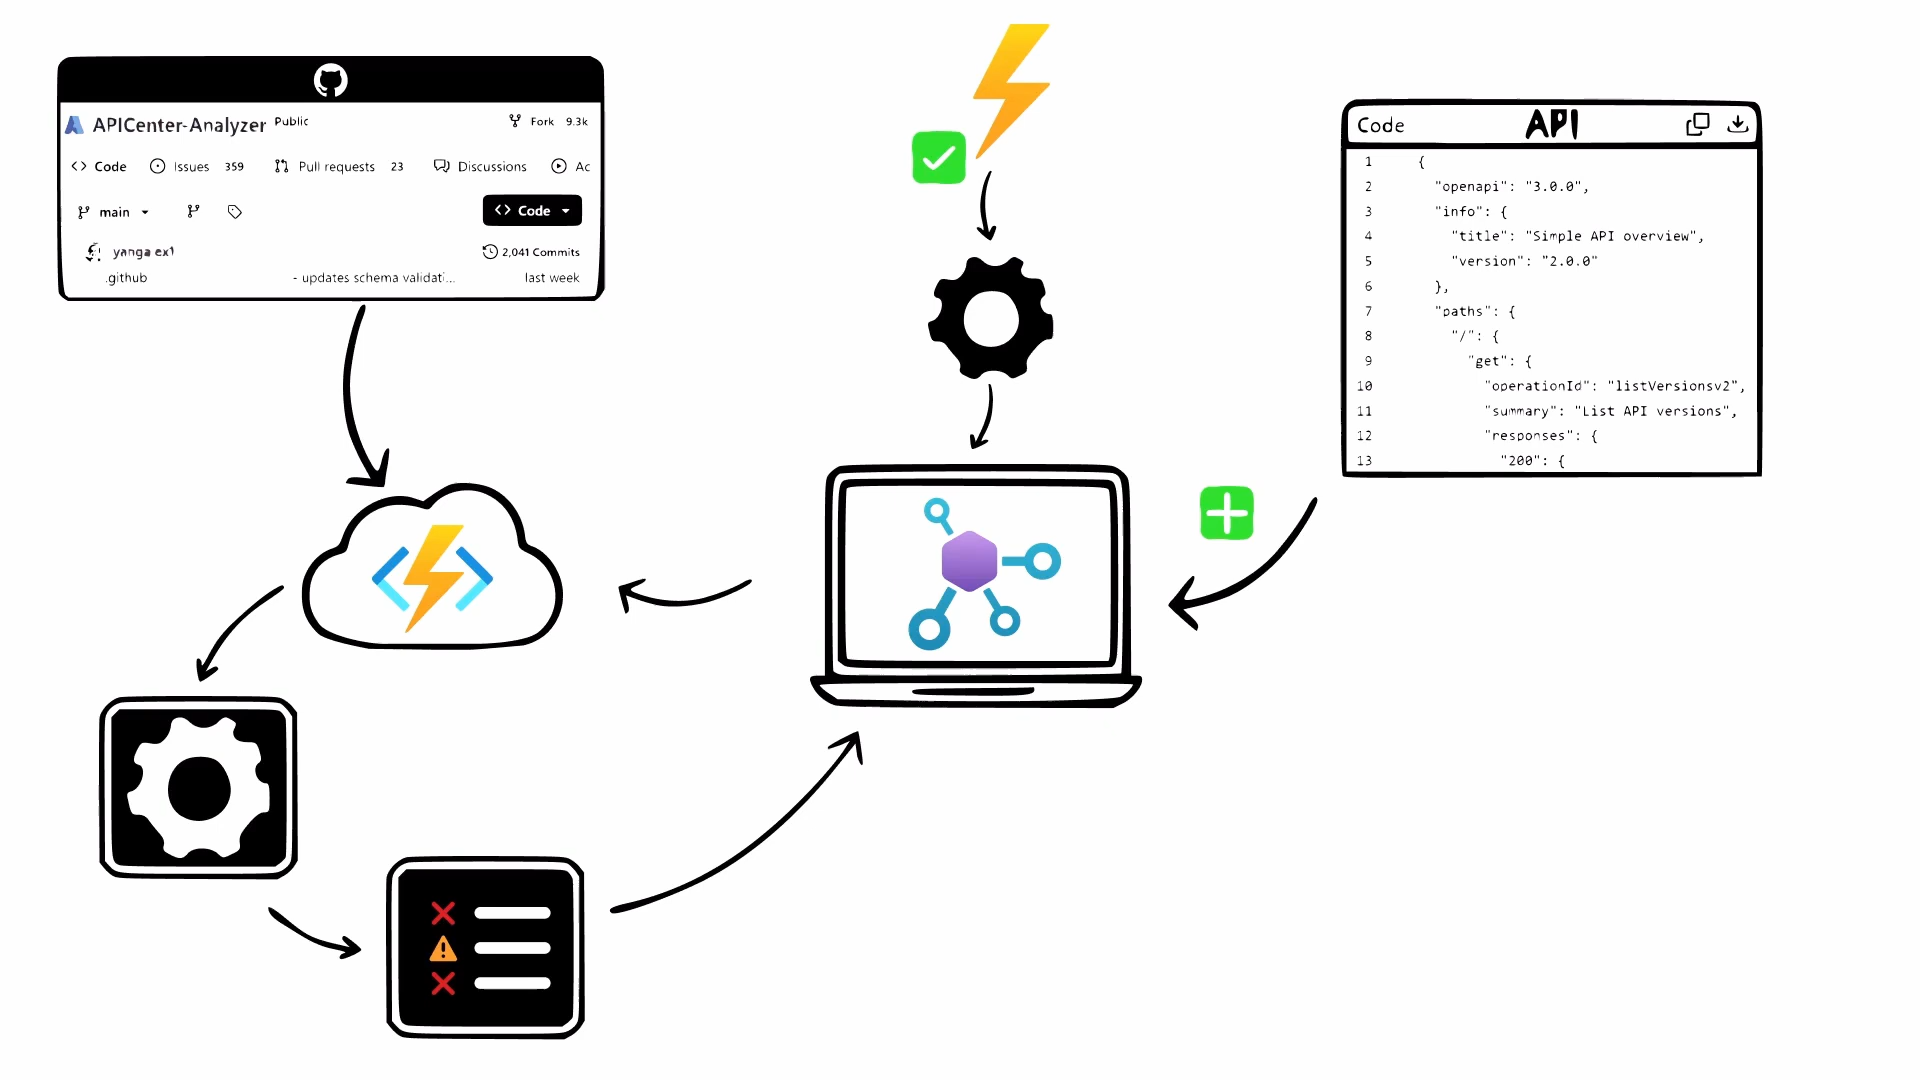 APICenter-Analyzer Public
Fork 9.3k
Code Issues 359 Pull requests 23 Discussions Ac
main
Code
yanga ex1
2,041 Commits
.github - updates schema validati... last week
Code API
1 {
2 "openapi": "3.0.0",
3 "info": {
4 "title": "Simple API overview",
5 "version": "2.0.0"
6 },
7 "paths": {
8 "/": {
9 "get": {
10 "operationId": "listVersionsv2",
11 "summary": "List API versions",
12 "responses": {
13 "200": {